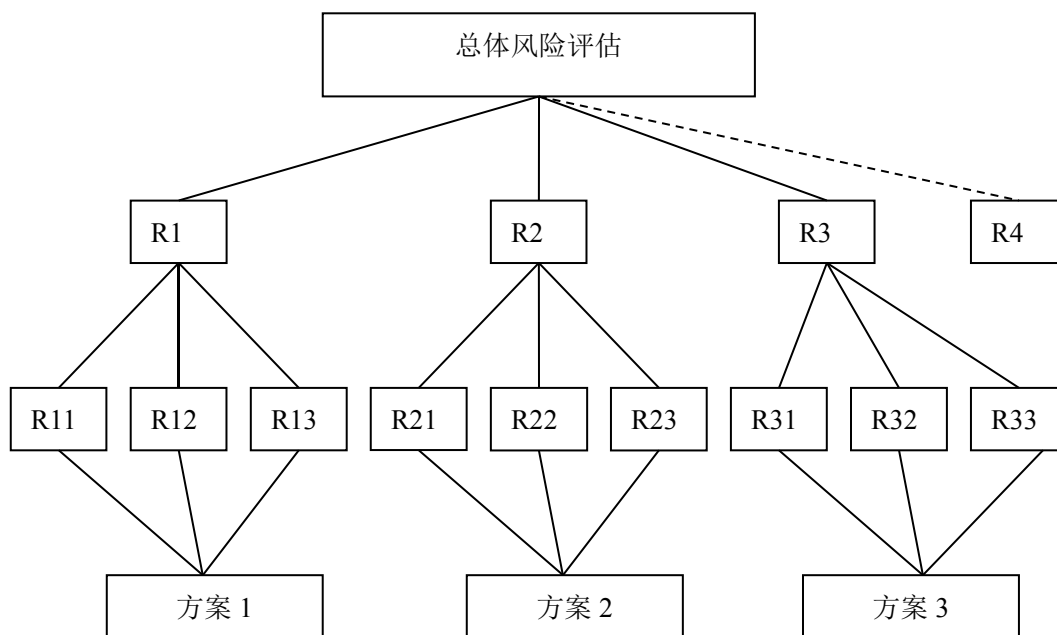 总体风险评估
R1
R2
R3
R4
R11
R12
R13
R21
R22
R23
R31
R32
R33
方案 1
方案 2
方案 3